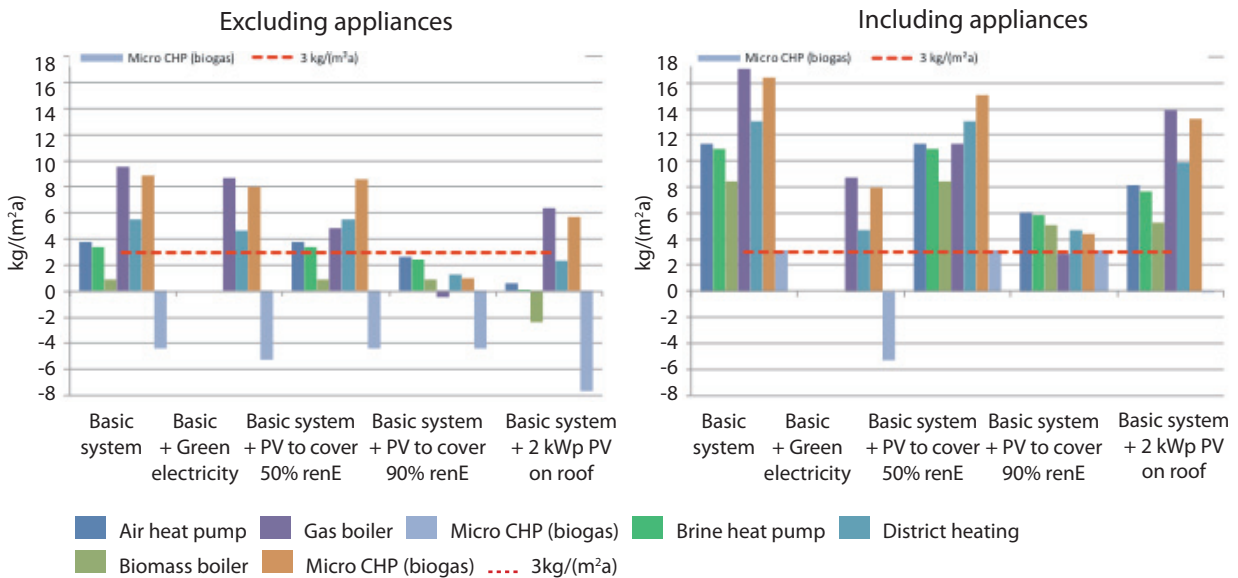 Excluding appliances
Micro CHP (biogas) 3 kg/(m²a)
kg/(m²a)
18
16
14
12
10
8
6
4
2
0
-2
-4
-6
-8
Basic system
Basic + Green electricity
Basic system + PV to cover 50% renE
Basic system + PV to cover 90% renE
Basic system + 2 kWp PV on roof
Including appliances
Micro CHP (biogas) 3 kg/(m²a)
kg/(m²a)
18
16
14
12
10
8
6
4
2
0
-2
-4
-6
-8
Basic system
Basic + Green electricity
Basic system + PV to cover 50% renE
Basic system + PV to cover 90% renE
Basic system + 2 kWp PV on roof
Air heat pump Gas boiler Micro CHP (biogas) Brine heat pump District heating
Biomass boiler Micro CHP (biogas) 3kg/(m²a)